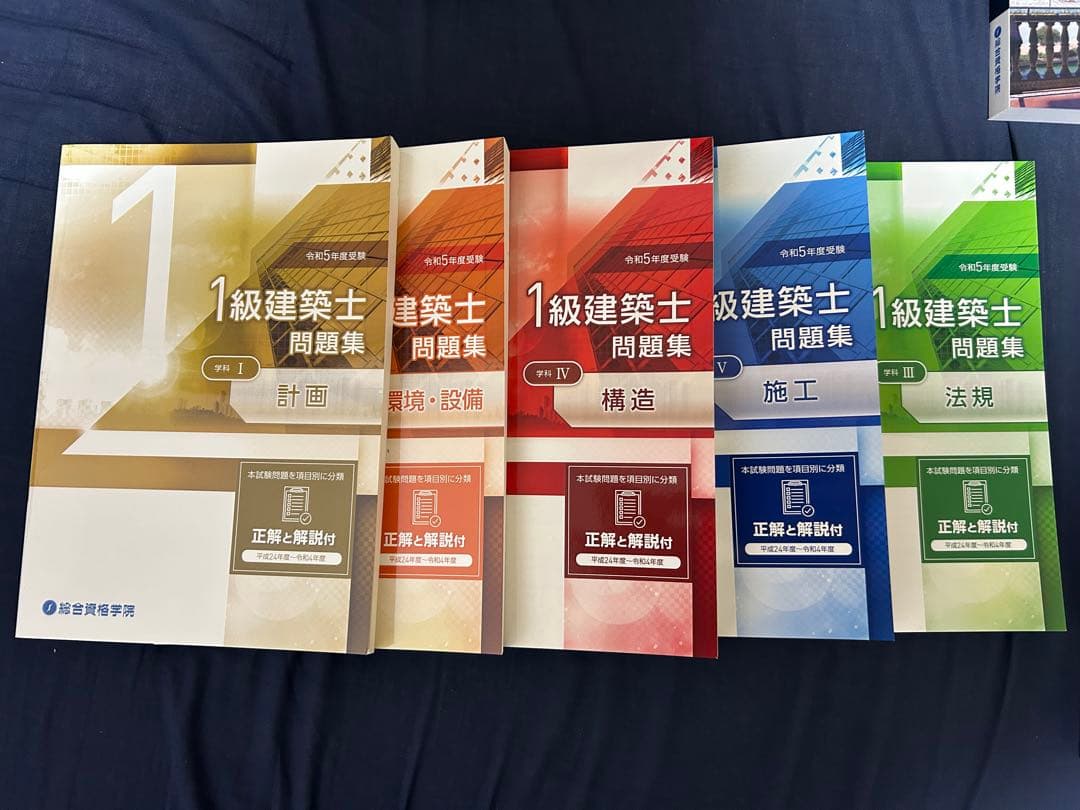 令和5年度受験
1級建築士
問題集
学科 I
計画
本試験問題を項目別に分類
正解と解説付
平成24年度〜令和4年度
総合資格学院
令和5年度受験
建築士
問題集
環境・設備
試験問題を項目別に分類
正解と解説付
平成24年度〜令和4年度
令和5年度受験
1級建築士
問題集
学科 IV
構造
本試験問題を項目別に分類
正解と解説付
平成24年度〜令和4年度
令和5年度受験
級建築士
問題集
V
施工
本試験問題を項目別に分類
正解と解説付
平成24年度〜令和4年度
令和5年度受験
1級建築士
問題集
学科 III
法規
本試験問題を項目別に分類
正解と解説付
平成24年度〜令和4年度
総合資格学院